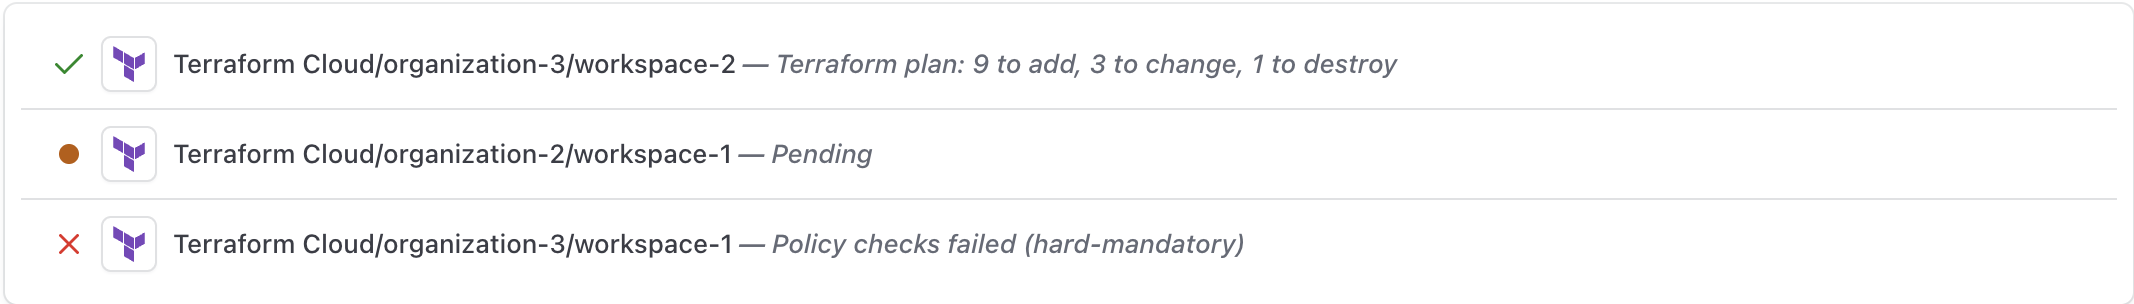 Terraform Cloud/organization-3/workspace-2 — Terraform plan: 9 to add, 3 to change, 1 to destroy
Terraform Cloud/organization-2/workspace-1 — Pending
Terraform Cloud/organization-3/workspace-1 — Policy checks failed (hard-mandatory)